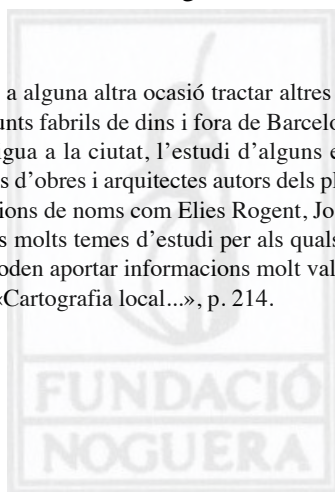 a alguna altra ocasió tractar altres
unts fabrils de dins i fora de Barcelo
igua a la ciutat, l’estudi d’alguns e
s d’obres i arquitectes autors dels pl
ions de noms com Elies Rogent, Jo
s molts temes d’estudi per als quals
oden aportar informacions molt val
«Cartografia local...», p. 214.
FUNDACIÓ
NOGUERA